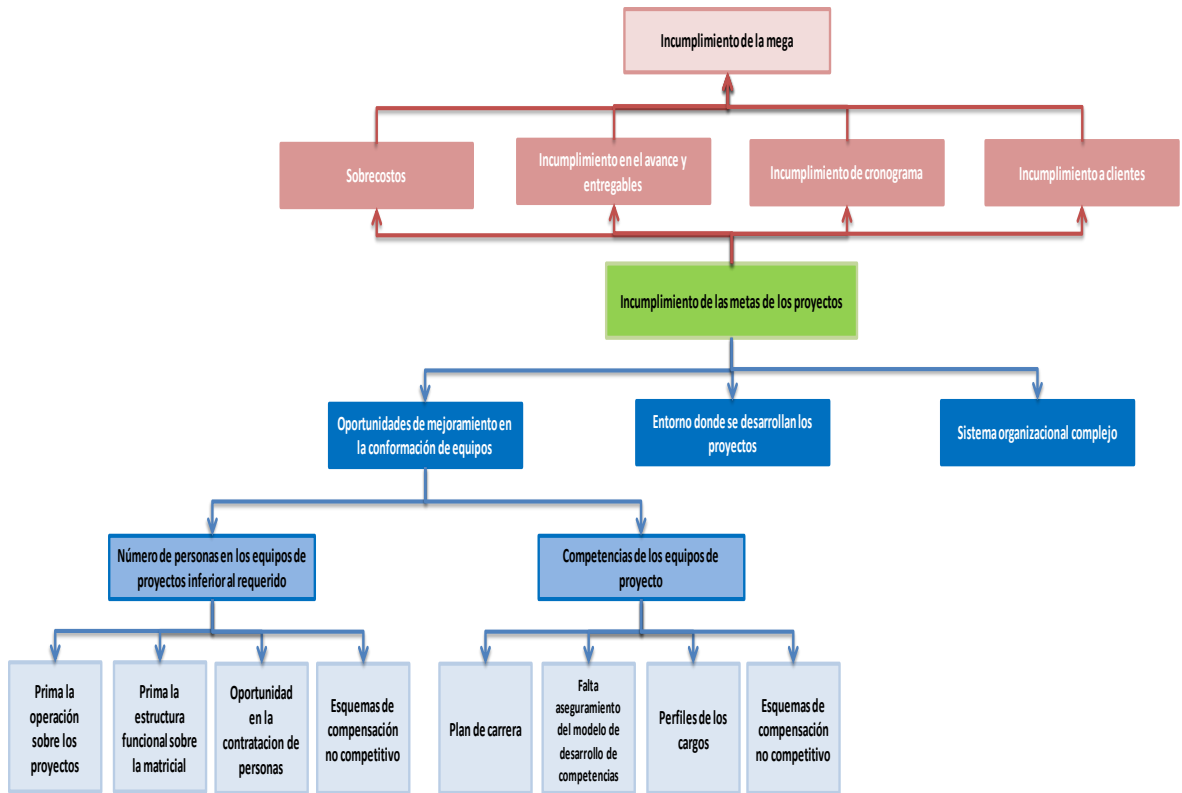 Incumplimiento de la mega
Sobrecostos
Incumplimiento en el avance y
entregables
Incumplimiento de cronograma
Incumplimiento a clientes
Incumplimiento de las metas de los proyectos
Oportunidades de mejoramiento en
la conformación de equipos
Entorno donde se desarrollan los
proyectos
Sistema organizacional complejo
Número de personas en los equipos de
proyectos inferior al requerido
Competencias de los equipos de
proyecto
Prima la
operación
sobre los
proyectos
Prima la
estructura
funcional sobre
la matricial
Oportunidad
en la
contratacion de
personas
Esquemas de
compensación
no competitivo
Plan de carrera
Falta
aseguramiento
del modelo de
desarrollo de
competencias
Perfiles de los
cargos
Esquemas de
compensación
no competitivo